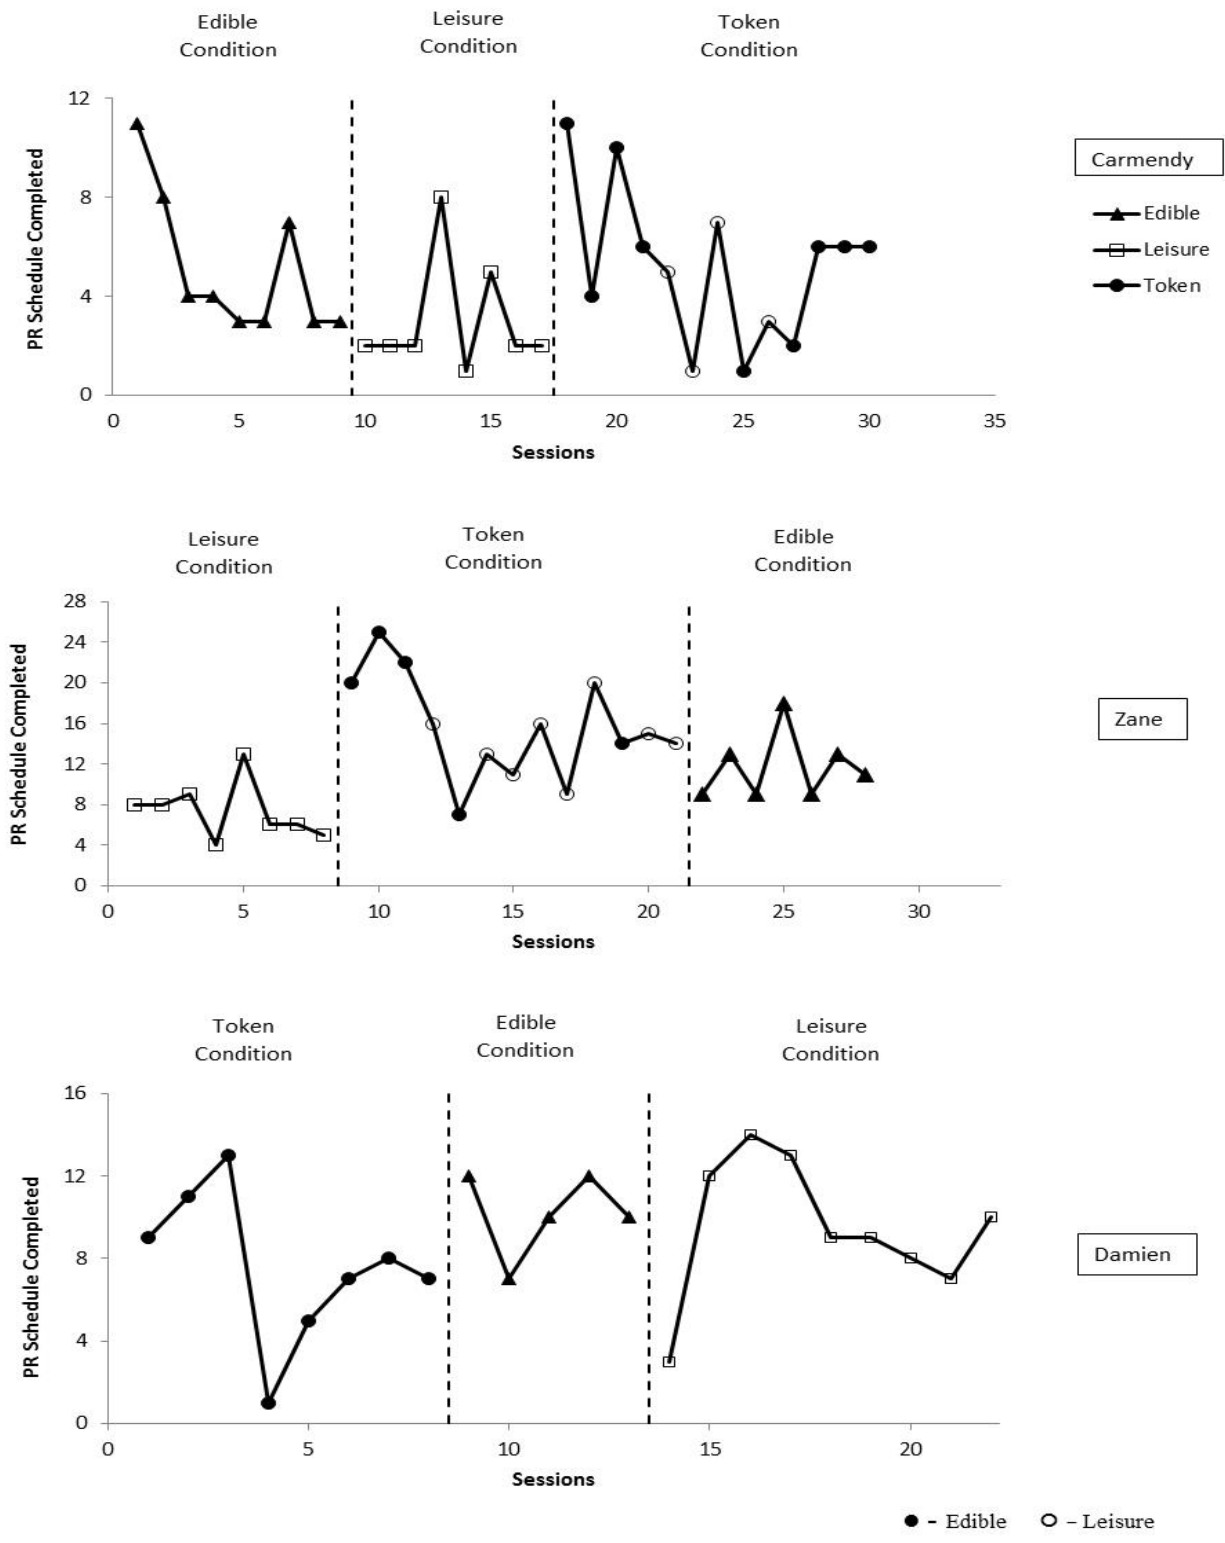 Edible
Condition
Leisure
Condition
Token
Condition
12
8
4
0
PR Schedule Completed
0 5 10 15 20 25 30 35
Sessions
Carmendy
Edible
Leisure
Token
Leisure
Condition
Token
Condition
Edible
Condition
28
24
20
16
12
8
4
0
PR Schedule Completed
0 5 10 15 20 25 30
Sessions
Zane
Token
Condition
Edible
Condition
Leisure
Condition
16
12
8
4
0
PR Schedule Completed
0 5 10 15 20
Sessions
Damien
- Edible – Leisure